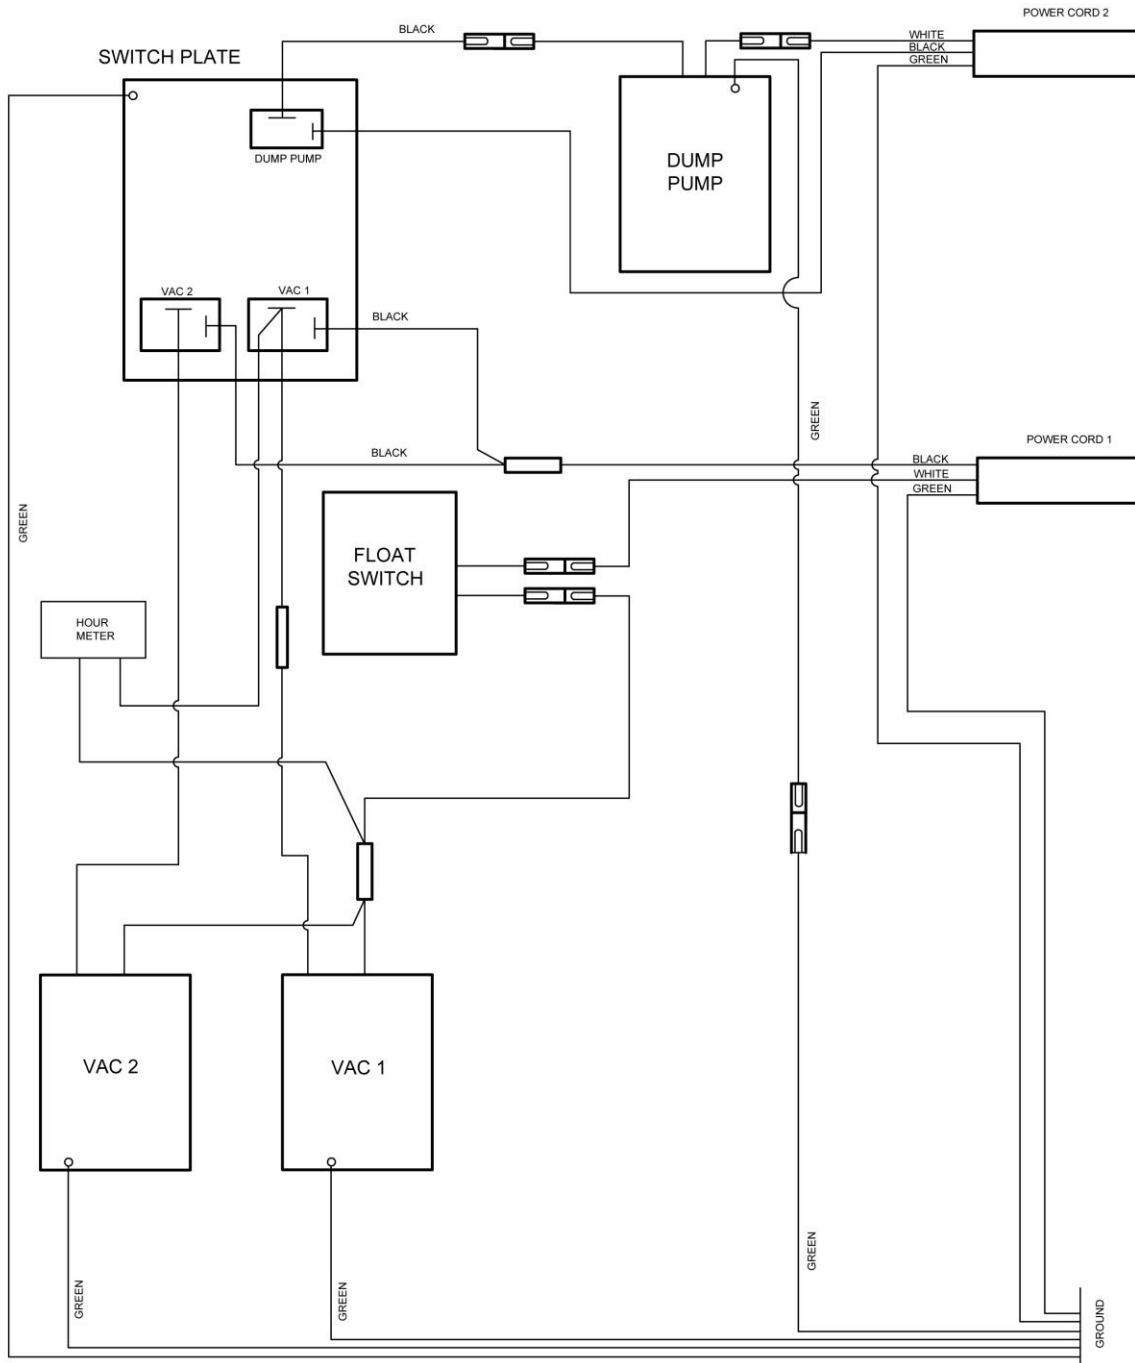 POWER CORD 2
BLACK
WHITE
BLACK
GREEN
SWITCH PLATE
DUMP PUMP
DUMP
PUMP
VAC 2
VAC 1
BLACK
GREEN
POWER CORD 1
BLACK
BLACK
WHITE
GREEN
GREEN
FLOAT
SWITCH
HOUR
METER
VAC 2
VAC 1
GREEN
GREEN
GREEN
GROUND